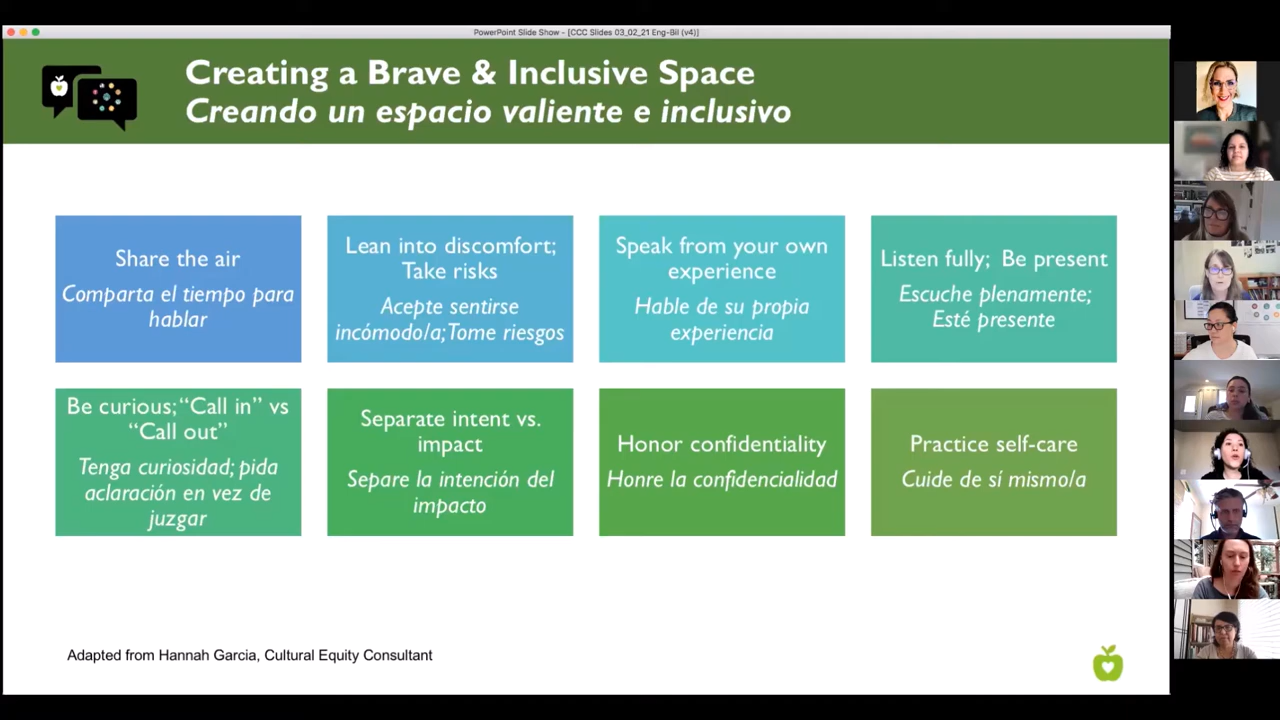 PowerPoint Slide Show - [CCC Slides 03_02_21 Eng-Bil (v4)]
Creating a Brave & Inclusive Space
Creando un espacio valiente e inclusivo
Share the air
Comparta el tiempo para
hablar
Lean into discomfort;
Take risks
Acepte sentirse
incómodo/a;Tome riesgos
Speak from your own
experience
Hable de su propia
experiencia
Listen fully;  Be present
Escuche plenamente;
Esté presente
Be curious; “Call in” vs
“Call out”
Tenga curiosidad; pida
aclaración en vez de
juzgar
Separate intent vs.
impact
Separe la intención del
impacto
Honor confidentiality
Honre la confidencialidad
Practice self-care
Cuide de sí mismo/a
Adapted from Hannah Garcia, Cultural Equity Consultant